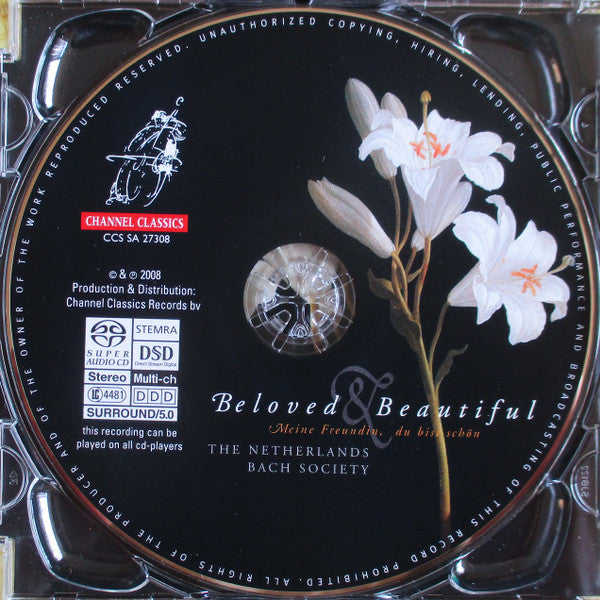 ALL RIGHTS OF THE PRODUCER AND OF THE OWNER OF THE WORK REPRODUCED RESERVED. UNAUTHORIZED COPYING, HIRING, LENDING, PUBLIC PERFORMANCE AND BROADCASTING OF THIS RECORD PROHIBITED.
CHANNEL CLASSICS
CCS SA 27308
© & ℗ 2008
Production & Distribution:
Channel Classics Records bv
SUPER AUDIO CD
STEMRA
DSD
Direct Stream Digital
Stereo Multi-ch
LC 4481 DDD
SURROUND/5.0
this recording can be
played on all cd-players
Beloved & Beautiful
Meine Freundin, du bist schön
THE NETHERLANDS
BACH SOCIETY